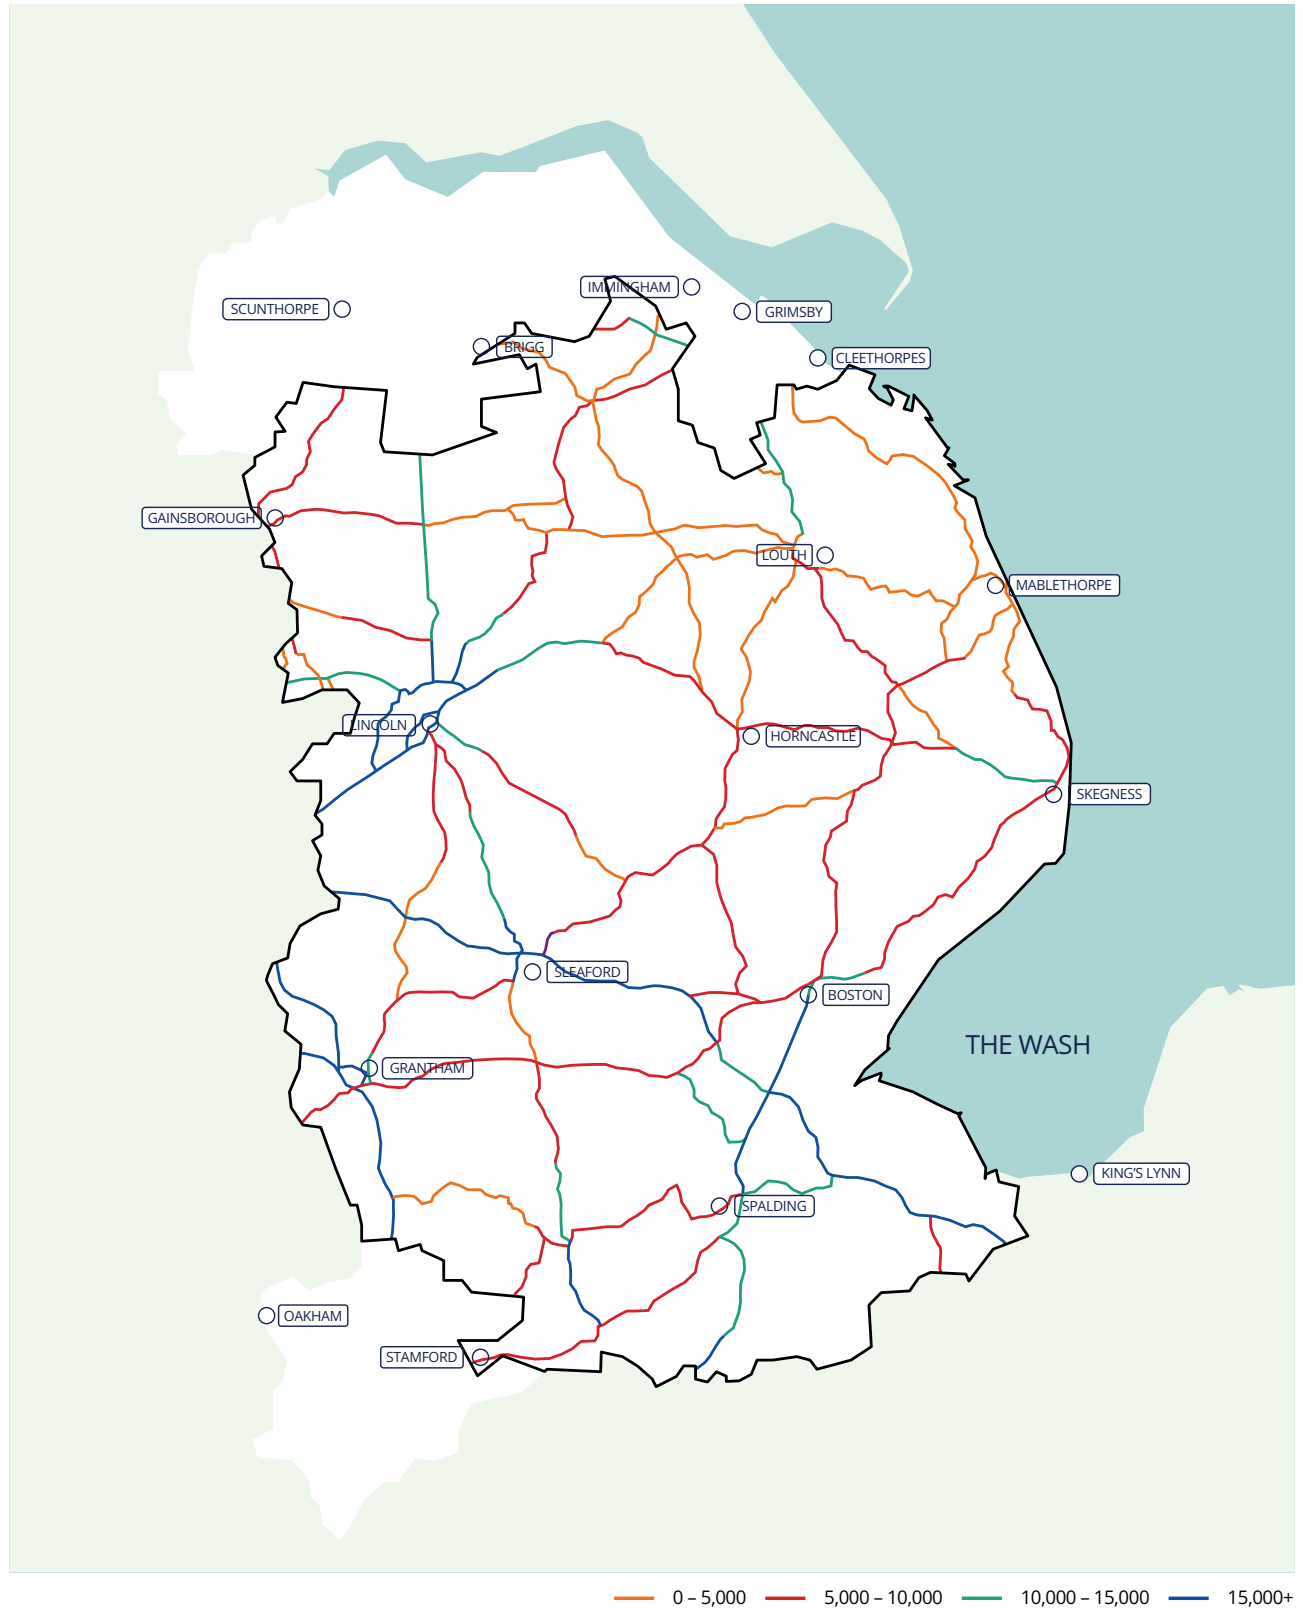 IMMINGHAM
SCUNTHORPE
GRIMSBY
BRIGG
CLEETHORPES
GAINSBOROUGH
LOUTH
MABLETHORPE
LINCOLN
HORNCASTLE
SKEGNESS
SLEAFORD
BOSTON
THE WASH
GRANTHAM
KING'S LYNN
SPALDING
OAKHAM
STAMFORD
0 – 5,000 5,000 – 10,000 10,000 – 15,000 15,000+